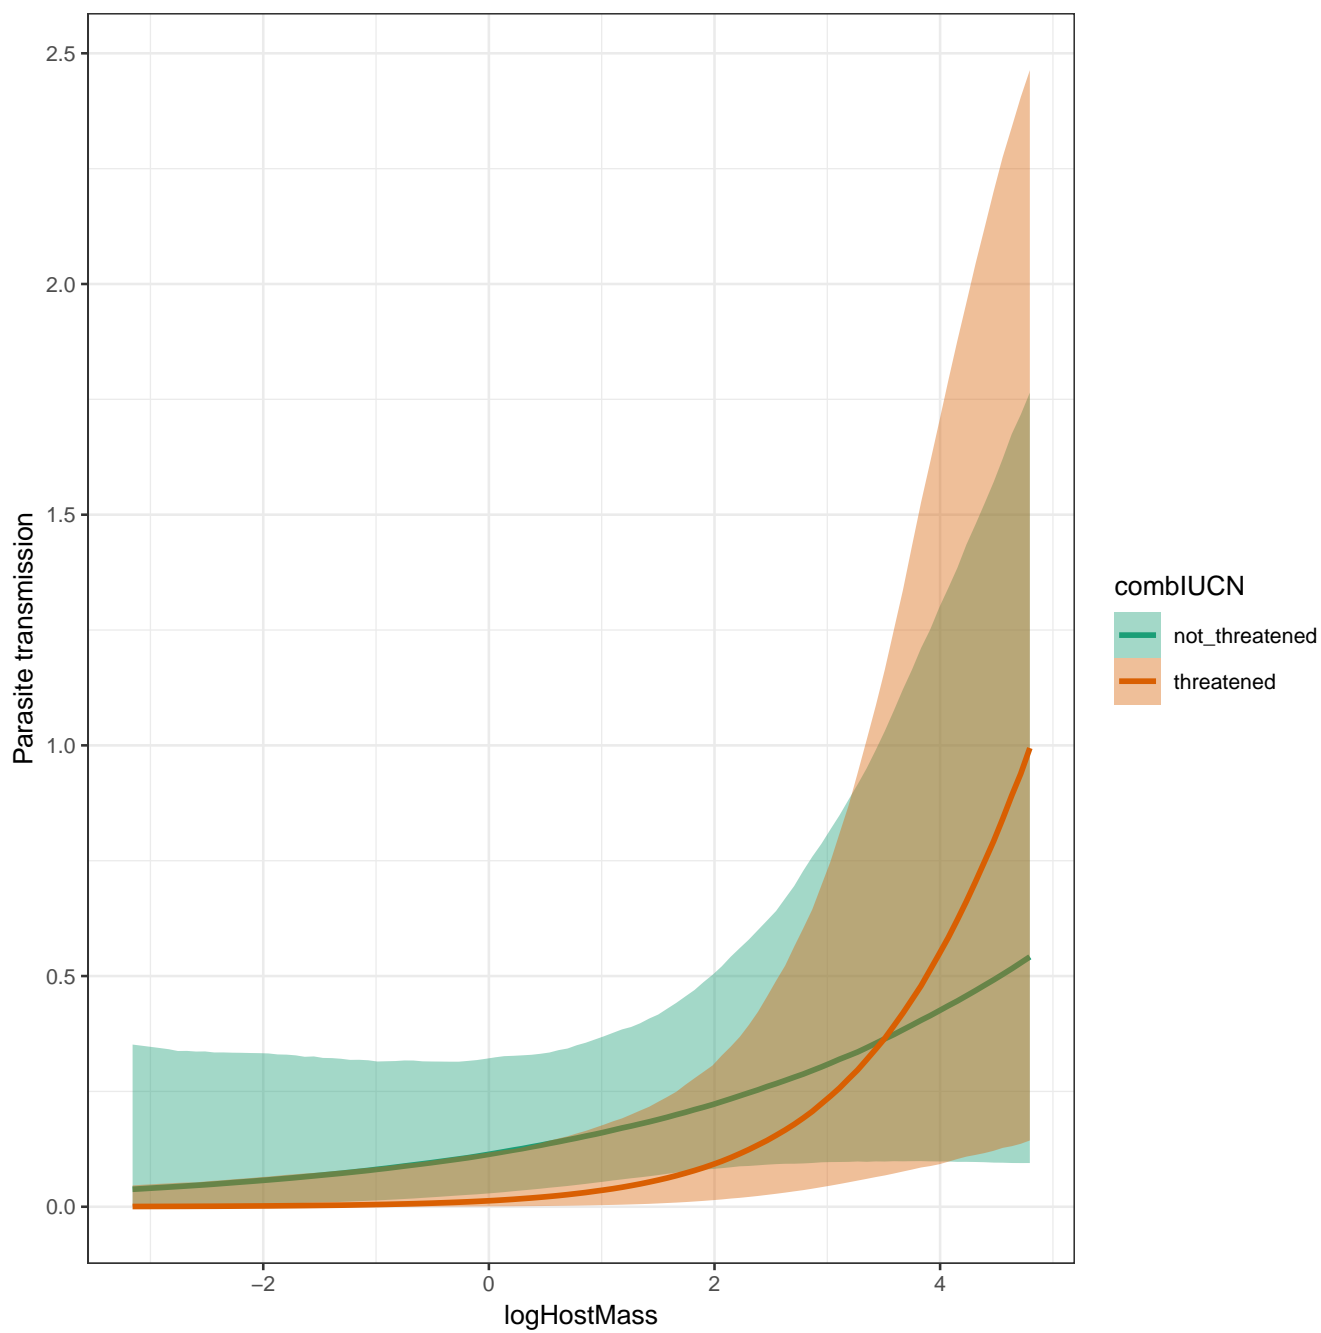 2.5
2.0
1.5
1.0
0.5
0.0
Parasite transmission
−2
0
2
4
logHostMass
combIUCN
not_threatened
threatened